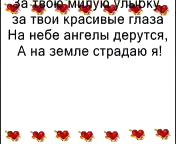 За твою милую улыбку,
за твои красивые глаза
На небе ангелы дерутся,
А на земле страдаю я!